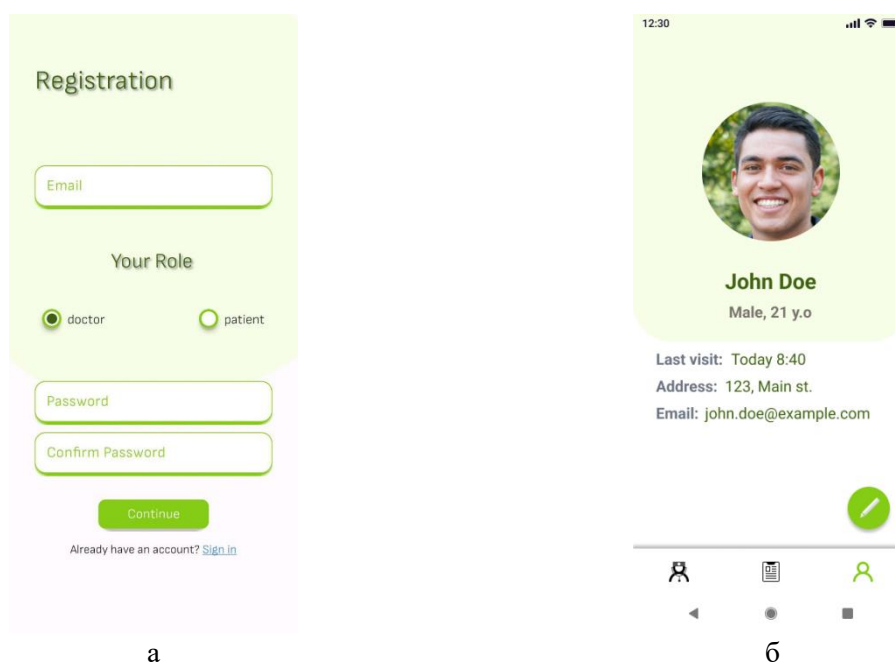 Registration
Email
Your Role
doctor
patient
Password
Confirm Password
Continue
Already have an account? Sign in
а
12:30
John Doe
Male, 21 y.o
Last visit: Today 8:40
Address: 123, Main st.
Email: john.doe@example.com
б